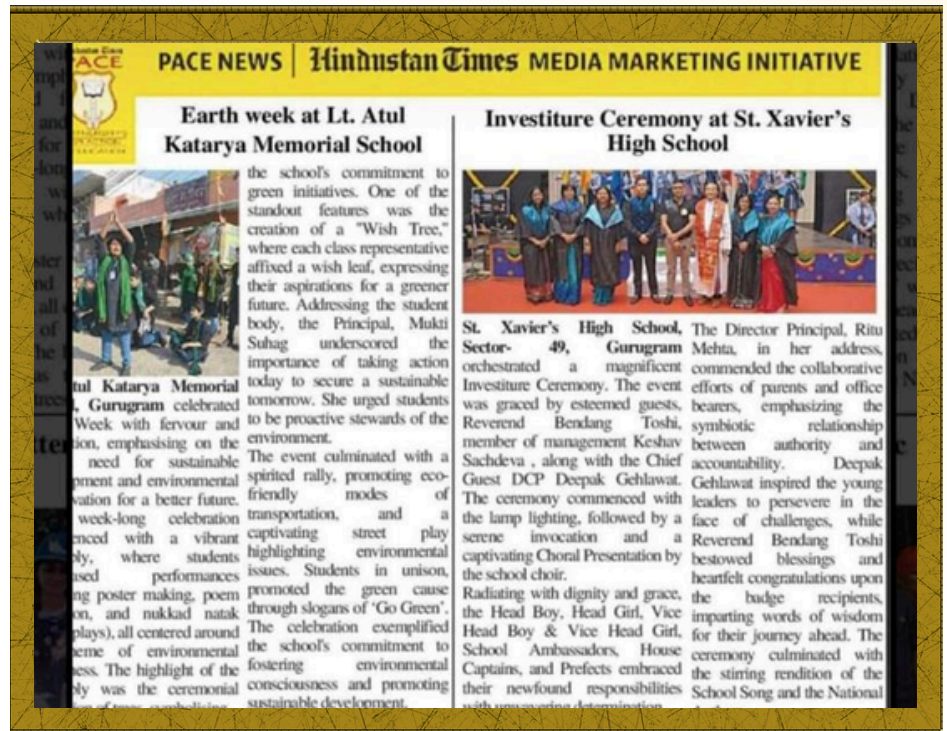 PACE
PACE NEWS | Hindustan Times MEDIA MARKETING INITIATIVE
Earth week at Lt. Atul
Katarya Memorial School
tul Katarya Memorial
, Gurugram celebrated
Week with fervour and
tion, emphasising on the
need for sustainable
pment and environmental
vation for a better future.
week-long celebration
enced with a vibrant
bly, where students
ased performances
ng poster making, poem
on, and nukkad natak
plays), all centered around
eme of environmental
ness. The highlight of the
bly was the ceremonial
the school's commitment to
green initiatives. One of the
standout features was the
creation of a "Wish Tree,"
where each class representative
affixed a wish leaf, expressing
their aspirations for a greener
future. Addressing the student
body, the Principal, Mukti
Suhag underscored the
importance of taking action
today to secure a sustainable
tomorrow. She urged students
to be proactive stewards of the
environment.
The event culminated with a
spirited rally, promoting eco-
friendly modes of
transportation, and a
captivating street play
highlighting environmental
issues. Students in unison,
promoted the green cause
through slogans of ‘Go Green’.
The celebration exemplified
the school's commitment to
fostering environmental
consciousness and promoting
sustainable development.
Investiture Ceremony at St. Xavier’s
High School
St. Xavier’s High School,
Sector- 49, Gurugram
orchestrated a magnificent
Investiture Ceremony. The event
was graced by esteemed guests,
Reverend Bendang Toshi,
member of management Keshav
Sachdeva , along with the Chief
Guest DCP Deepak Gehlawat.
The ceremony commenced with
the lamp lighting, followed by a
serene invocation and a
captivating Choral Presentation by
the school choir.
Radiating with dignity and grace,
the Head Boy, Head Girl, Vice
Head Boy & Vice Head Girl,
School Ambassadors, House
Captains, and Prefects embraced
their newfound responsibilities
with unwavering determination.
The Director Principal, Ritu
Mehta, in her address,
commended the collaborative
efforts of parents and office
bearers, emphasizing the
symbiotic relationship
between authority and
accountability. Deepak
Gehlawat inspired the young
leaders to persevere in the
face of challenges, while
Reverend Bendang Toshi
bestowed blessings and
heartfelt congratulations upon
the badge recipients,
imparting words of wisdom
for their journey ahead. The
ceremony culminated with
the stirring rendition of the
School Song and the National